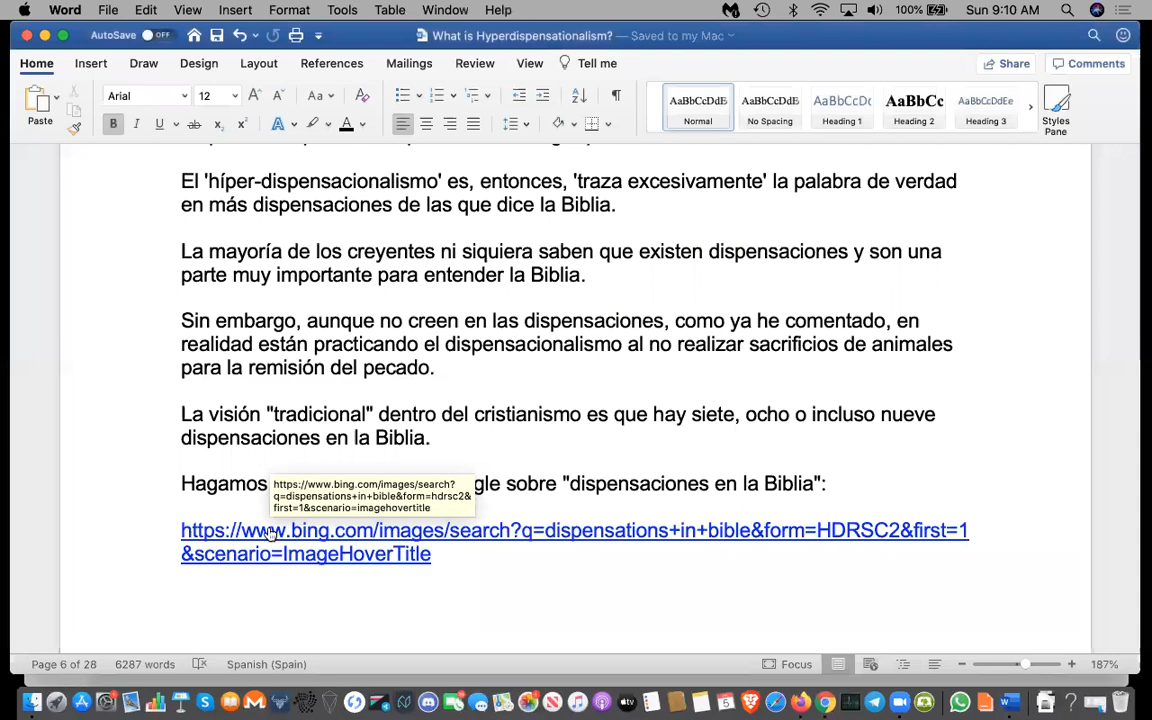 Word File Edit View Insert Format Tools Table Window Help 100% Sun 9:10 AM
AutoSave OFF What is Hyperdispensationalism? — Saved to my Mac
Home Insert Draw Design Layout References Mailings Review View Tell me Share Comments
Paste Arial 12 Aa AaBbCcDdE AaBbCcDdE AaBbCcDc AaBbCc AaBbCcDdEe
B I U ab x₂ x² A A Normal No Spacing Heading 1 Heading 2 Heading 3 Styles Pane
El 'híper-dispensacionalismo' es, entonces, 'traza excesivamente' la palabra de verdad
en más dispensaciones de las que dice la Biblia.
La mayoría de los creyentes ni siquiera saben que existen dispensaciones y son una
parte muy importante para entender la Biblia.
Sin embargo, aunque no creen en las dispensaciones, como ya he comentado, en
realidad están practicando el dispensacionalismo al no realizar sacrificios de animales
para la remisión del pecado.
La visión "tradicional" dentro del cristianismo es que hay siete, ocho o incluso nueve
dispensaciones en la Biblia.
Hagamos gle sobre "dispensaciones en la Biblia":
https://www.bing.com/images/search?
q=dispensations+in+bible&form=hdrsc2&
first=1&scenario=imagehovertitle
https://www.bing.com/images/search?q=dispensations+in+bible&form=HDRSC2&first=1
&scenario=ImageHoverTitle
Page 6 of 28 6287 words Spanish (Spain) Focus 187%